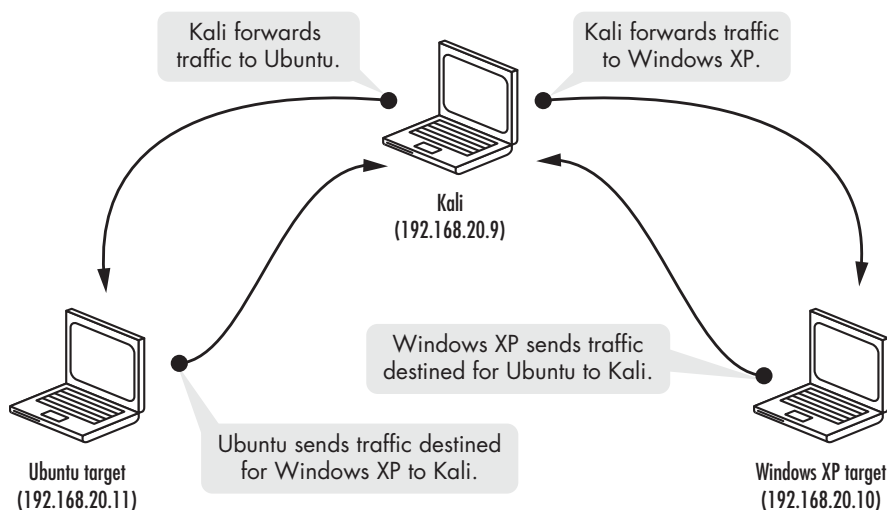 Kali forwards
traffic to Ubuntu.
Kali forwards traffic
to Windows XP.
Kali
(192.168.20.9)
Windows XP sends traffic
destined for Ubuntu to Kali.
Ubuntu sends traffic destined
for Windows XP to Kali.
Ubuntu target
(192.168.20.11)
Windows XP target
(192.168.20.10)